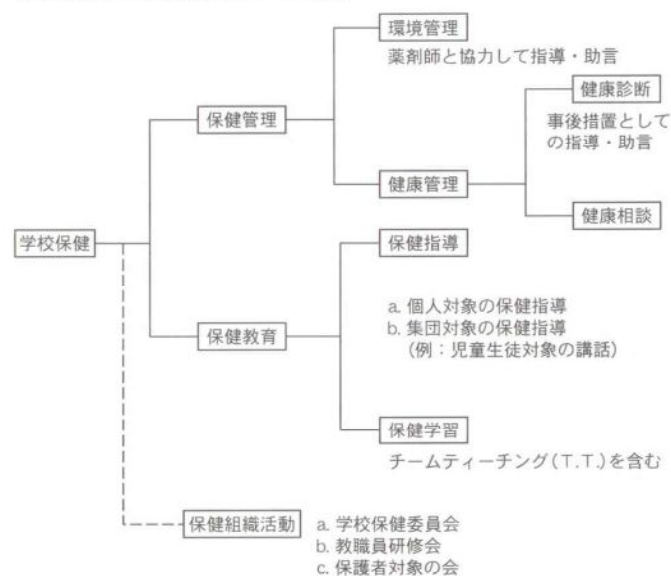 環境管理
薬剤師と協力して指導・助言
健康診断
保健管理
事後措置として
の指導・助言
健康管理
健康相談
学校保健
保健指導
a. 個人対象の保健指導
b. 集団対象の保健指導
(例：児童生徒対象の講話)
保健教育
保健学習
チームティーチング(T.T.)を含む
保健組織活動
a. 学校保健委員会
b. 教職員研修会
c. 保護者対象の会